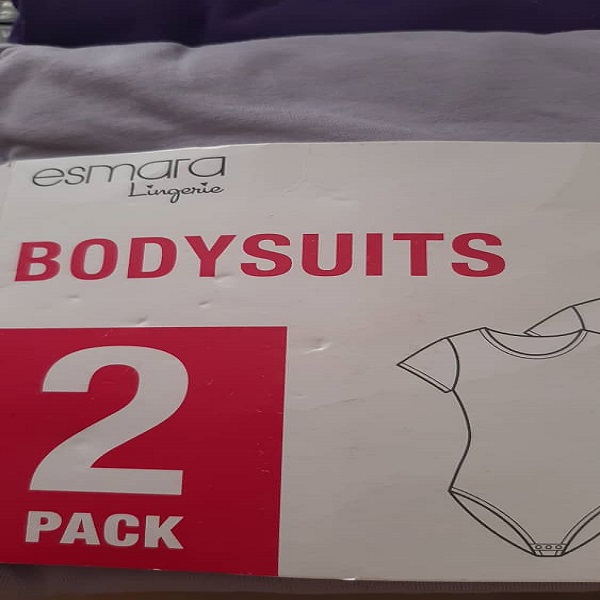 esmara
Lingerie
BODYSUITS
2
PACK